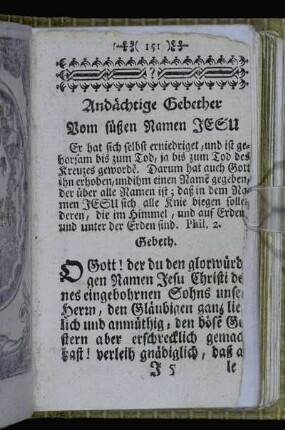 151
Andächtige Gebether
Vom süßen Namen JESU
Er hat sich selbst erniedriget, und ist ge-
horsam bis zum Tod, ja bis zum Tod des
Kreuzes gewordē. Darum hat auch Gott
ihn erhoben, und ihm einen Namē gegeben,
der über alle Namen ist; daß in dem Na-
men JESU sich alle Knie biegen solle
deren, die im Himmel, und auf Erden
und unter der Erden sind. Phil. 2.
Gebeth.
O Gott! der du den glorwürd
gen Namen Jesu Christi de
nes eingebohrnen Sohns unse
Herrn, den Gläubigen ganz lie
lich und anmüthig, den bösē Ge
stern aber erschrecklich gemac
hast! verleih gnädiglich, daß a
J 5 le